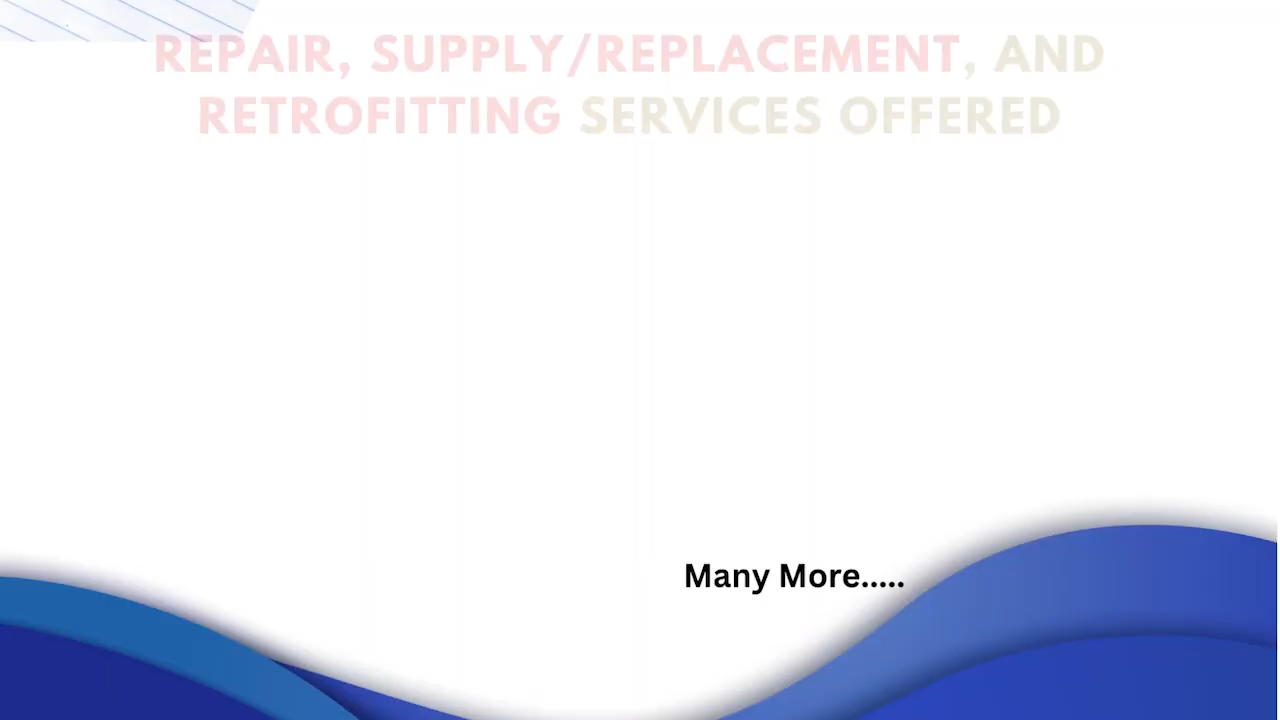 REPAIR, SUPPLY/REPLACEMENT, AND
RETROFITTING SERVICES OFFERED
Many More.....